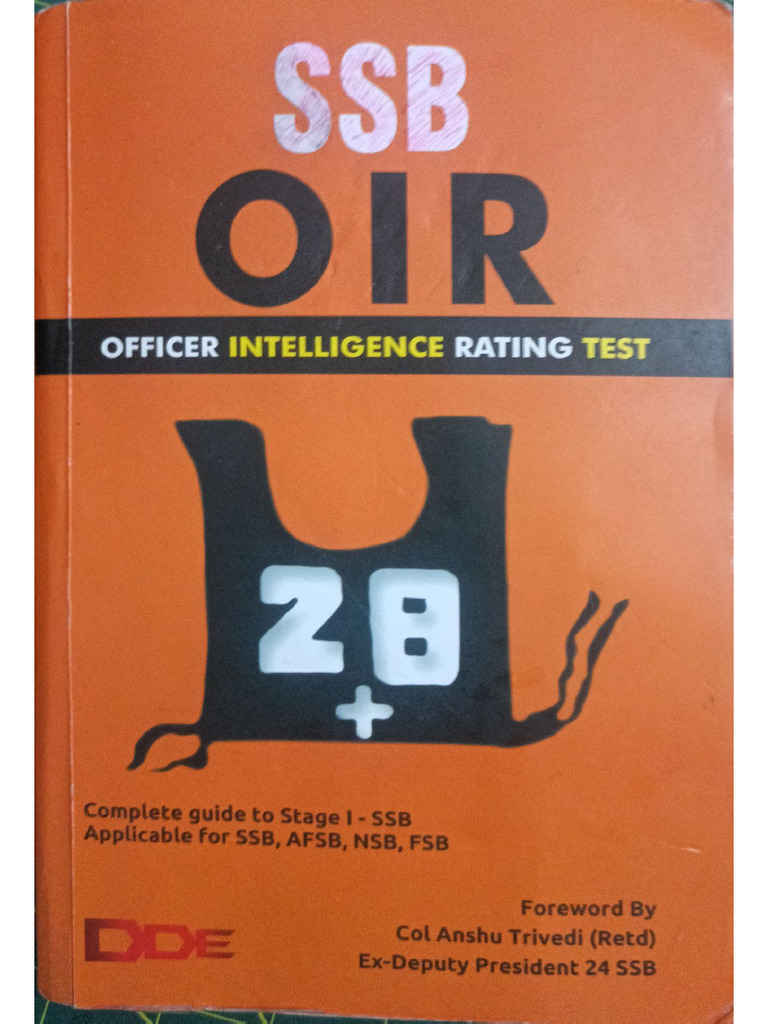 SSB
OIR
OFFICER INTELLIGENCE RATING TEST
28
+
Complete guide to Stage I - SSB
Applicable for SSB, AFSB, NSB, FSB
Foreword By
Col Anshu Trivedi (Retd)
Ex-Deputy President 24 SSB
DDE